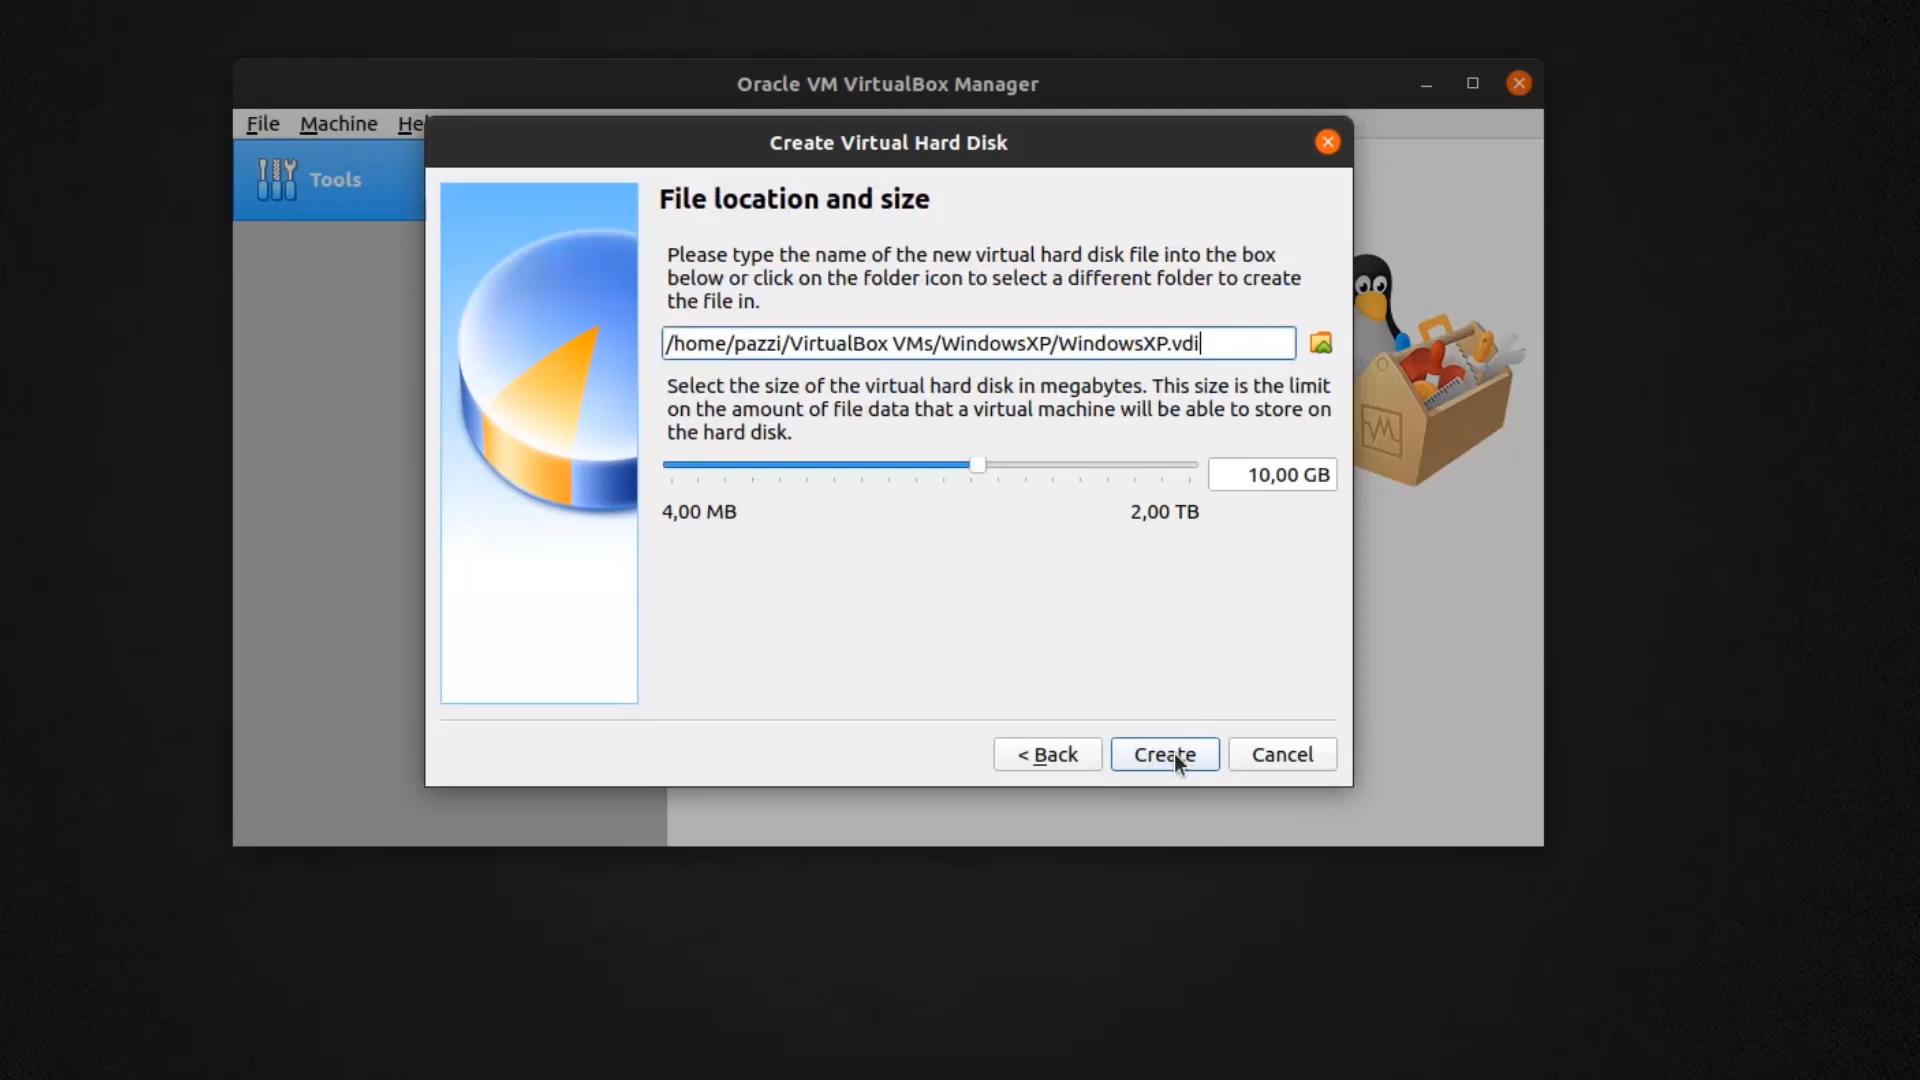 Oracle VM VirtualBox Manager
File Machine Hel
Create Virtual Hard Disk
Tools
File location and size
Please type the name of the new virtual hard disk file into the box
below or click on the folder icon to select a different folder to create
the file in.
/home/pazzi/VirtualBox VMs/WindowsXP/WindowsXP.vdi
Select the size of the virtual hard disk in megabytes. This size is the limit
on the amount of file data that a virtual machine will be able to store on
the hard disk.
10,00 GB
4,00 MB 2,00 TB
< Back Create Cancel